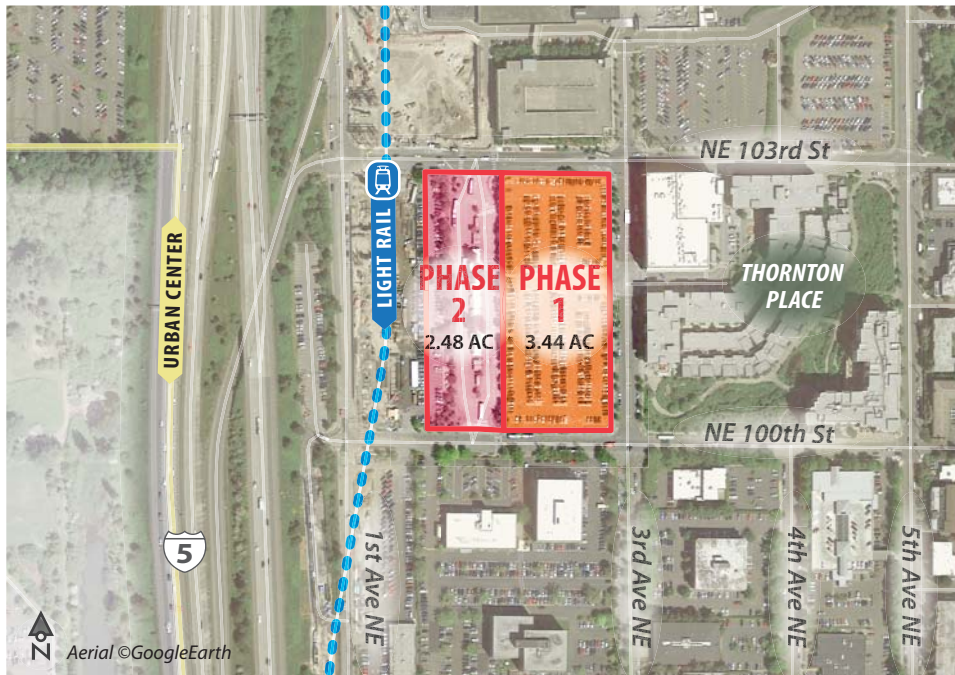 NE 103rd St
LIGHT RAIL
URBAN CENTER
PHASE
2
2.48 AC
PHASE
1
3.44 AC
THORNTON
PLACE
NE 100th St
5
1st Ave NE
3rd Ave NE
4th Ave NE
5th Ave NE
N
Aerial ©GoogleEarth